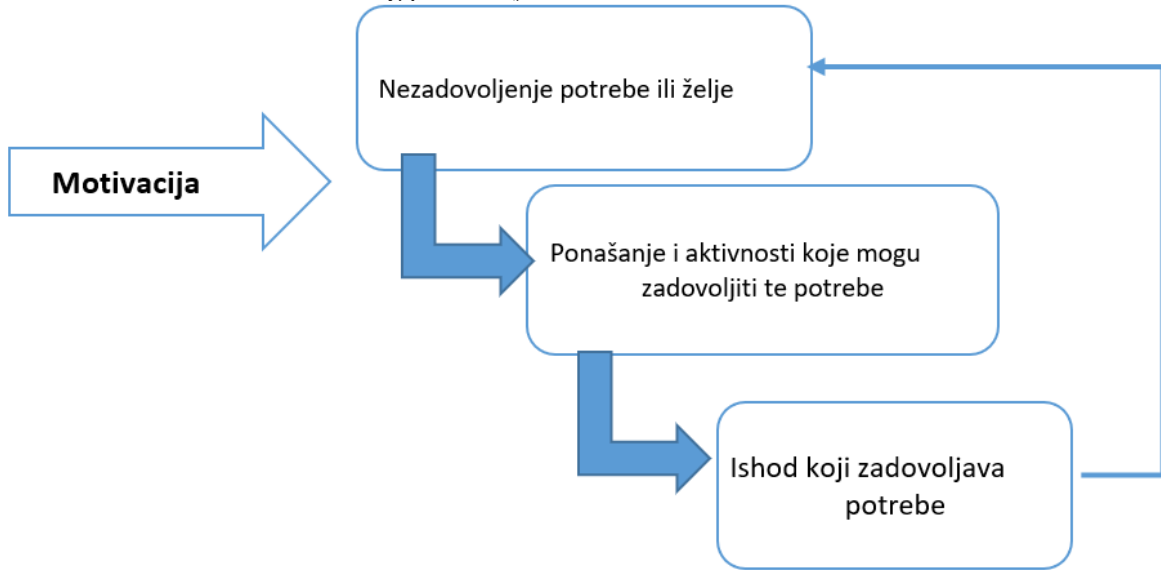 Nezadovoljenje potrebe ili želje
Motivacija
Ponašanje i aktivnosti koje mogu
zadovoljiti te potrebe
Ishod koji zadovoljava
potrebe